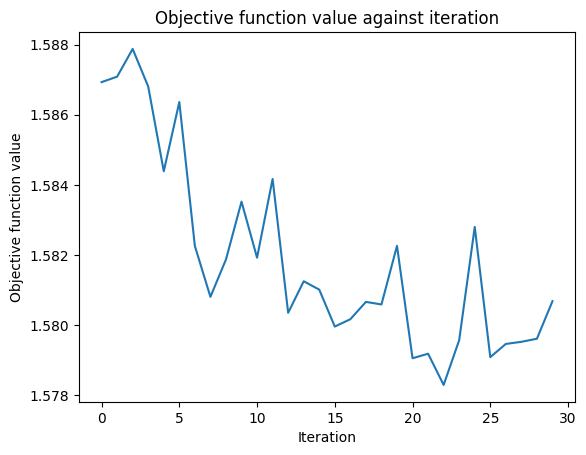 Objective function value against iteration
Objective function value
1.588
1.586
1.584
1.582
1.580
1.578
0 5 10 15 20 25 30
Iteration